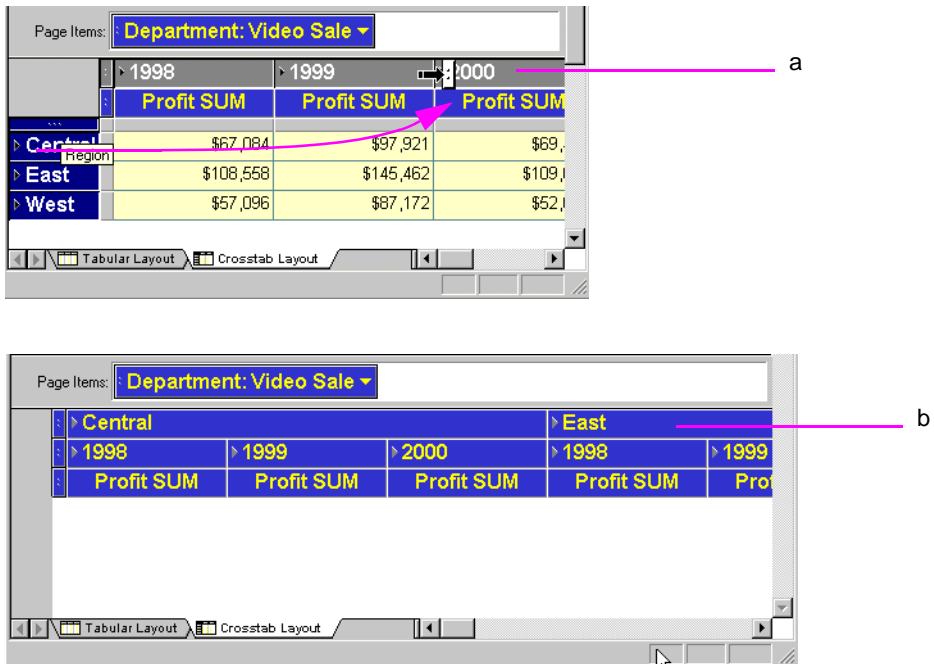 Page Items: Department: Video Sale
1998 1999 2000 a
Profit SUM Profit SUM Profit SUM
Central $67,084 $97,921 $69,
Region
East $108,558 $145,462 $109,
West $57,096 $87,172 $52,
Tabular Layout Crosstab Layout
Page Items: Department: Video Sale
Central East b
1998 1999 2000 1998 1999
Profit SUM Profit SUM Profit SUM Profit SUM
Tabular Layout Crosstab Layout